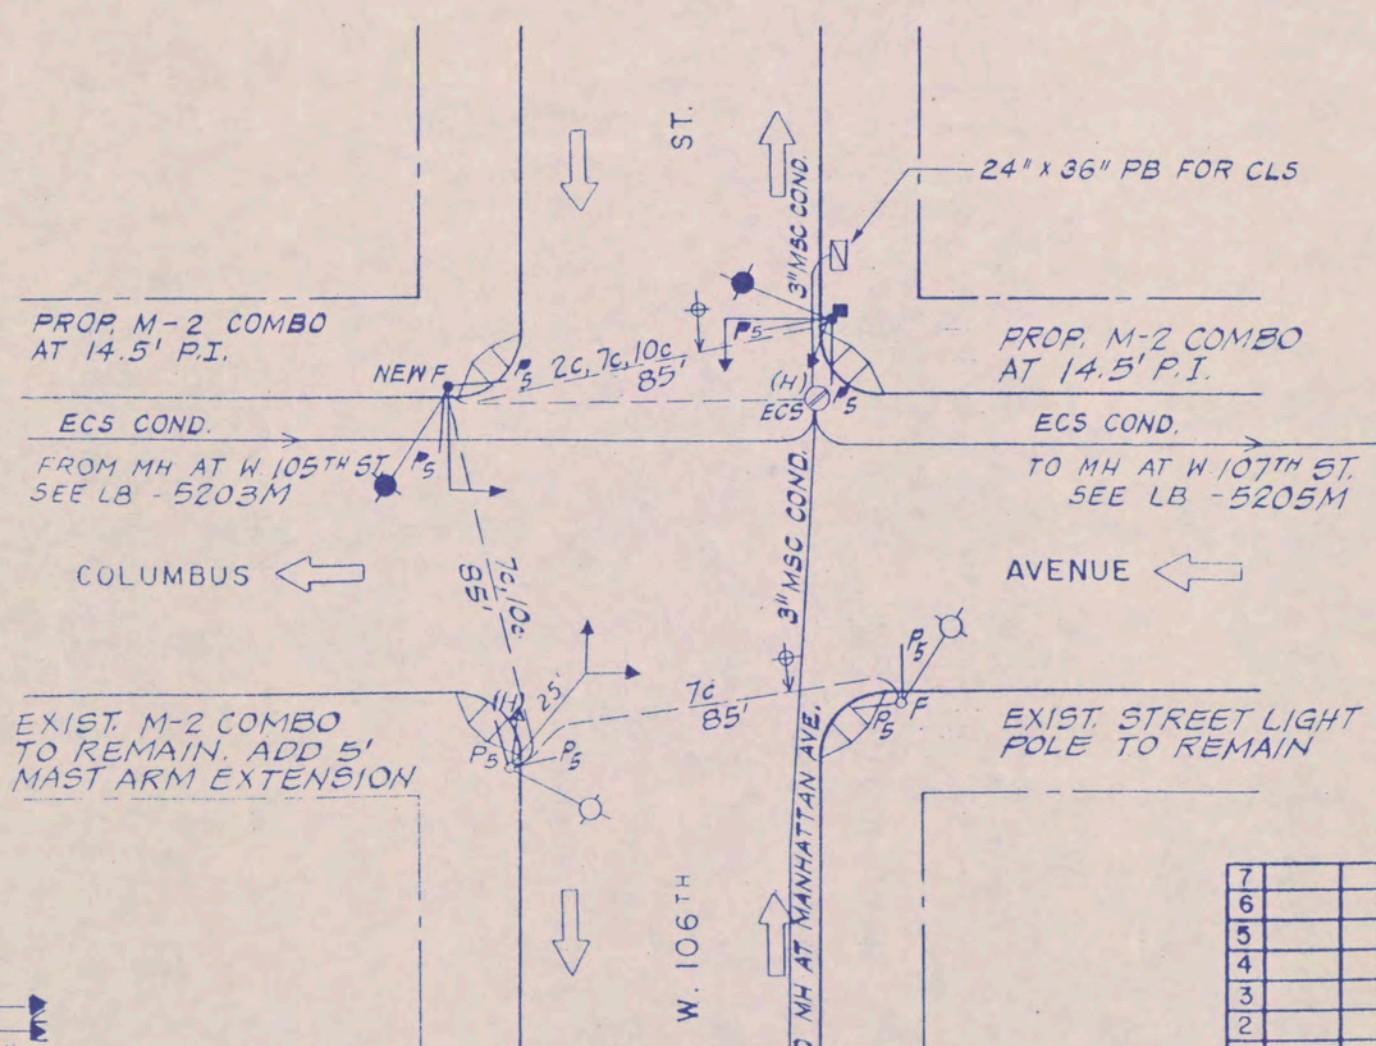 ST.
3" MSC COND.
24" X 36" PB FOR CLS
PROP. M-2 COMBO
AT 14.5' P.I.
PROP. M-2 COMBO
AT 14.5' P.I.
NEW F
P5
2c, 7c, 10c
85'
P5
(H)
ECS
P5
ECS COND.
ECS COND.
FROM MH AT W. 105TH ST.
SEE LB - 5203M
P5
TO MH AT W. 107TH ST.
SEE LB - 5205M
3" MSC COND.
COLUMBUS
7c, 10c
85'
AVENUE
P5
7c
85'
25'
(H)
P5
P5
P5
F
EXIST. M-2 COMBO
TO REMAIN. ADD 5'
MAST ARM EXTENSION
EXIST. STREET LIGHT
POLE TO REMAIN
MH AT MANHATTAN AVE.
W. 106TH
7
6
5
4
3
2